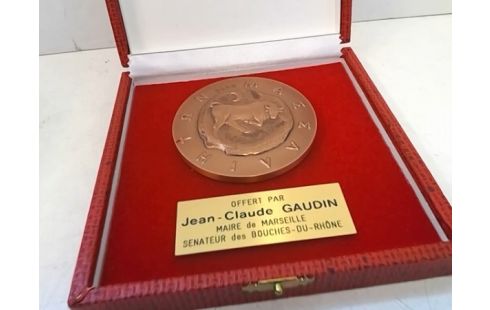 OFFERT PAR
Jean-Claude GAUDIN
MAIRE de MARSEILLE
SENATEUR des BOUCHES-DU-RHÔNE